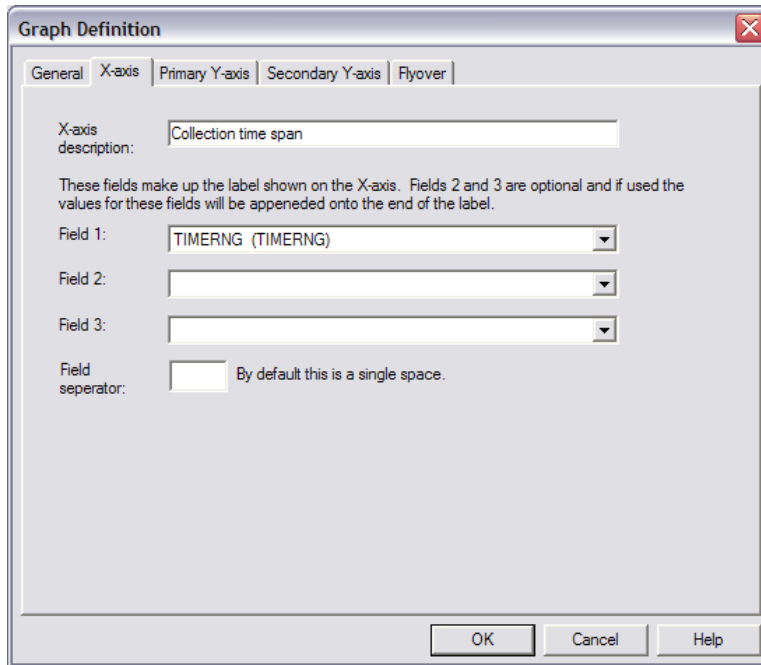 Graph Definition
General X-axis Primary Y-axis Secondary Y-axis Flyover
X-axis
description:
Collection time span
These fields make up the label shown on the X-axis. Fields 2 and 3 are optional and if used the
values for these fields will be appeneded onto the end of the label.
Field 1:
TIMERNG (TIMERNG)
Field 2:
Field 3:
Field
seperator:
By default this is a single space.
OK Cancel Help